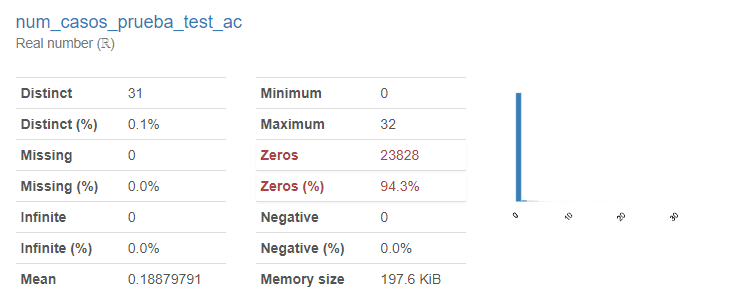 num_casos_prueba_test_ac
Real number (ℝ)
Distinct 31
Distinct (%) 0.1%
Missing 0
Missing (%) 0.0%
Infinite 0
Infinite (%) 0.0%
Mean 0.18879791
Minimum 0
Maximum 32
Zeros 23828
Zeros (%) 94.3%
Negative 0
Negative (%) 0.0%
Memory size 197.6 KiB
0 10 20 30